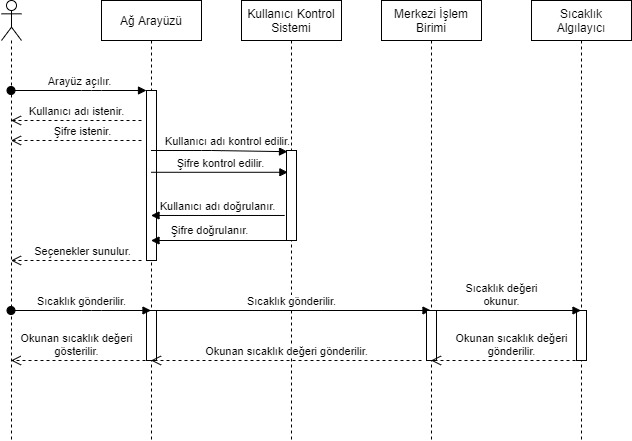 Ağ Arayüzü
Kullanıcı Kontrol
Sistemi
Merkezi İşlem
Birimi
Sıcaklık
Algılayıcı
Arayüz açılır.
Kullanıcı adı istenir.
Şifre istenir.
Kullanıcı adı kontrol edilir.
Şifre kontrol edilir.
Kullanıcı adı doğrulanır.
Şifre doğrulanır.
Seçenekler sunulur.
Sıcaklık gönderilir.
Sıcaklık gönderilir.
Sıcaklık değeri
okunur.
Okunan sıcaklık değeri
gösterilir.
Okunan sıcaklık değeri gönderilir.
Okunan sıcaklık değeri
gönderilir.